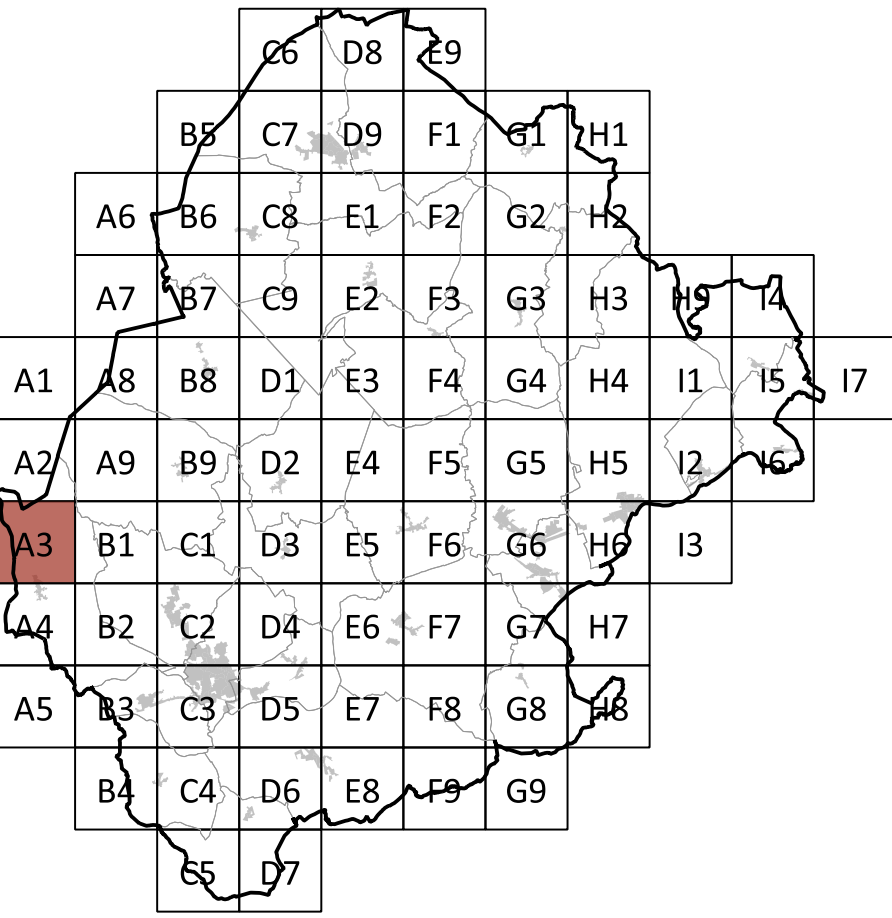 C6 D8 E9
B5 C7 D9 F1 G1 H1
A6 B6 C8 E1 F2 G2 H2
A7 B7 C9 E2 F3 G3 H3 H9 I4
A1 A8 B8 D1 E3 F4 G4 H4 I1 I5 I7
A2 A9 B9 D2 E4 F5 G5 H5 I2 I6
A3 B1 C1 D3 E5 F6 G6 H6 I3
A4 B2 C2 D4 E6 F7 G7 H7
A5 B3 C3 D5 E7 F8 G8 H8
B4 C4 D6 E8 F9 G9
C5 D7